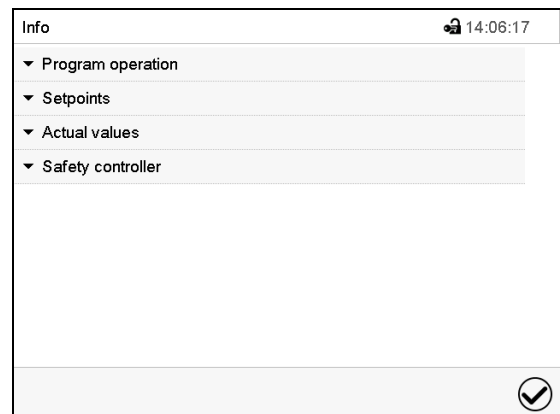 Info 14:06:17
Program operation
Setpoints
Actual values
Safety controller